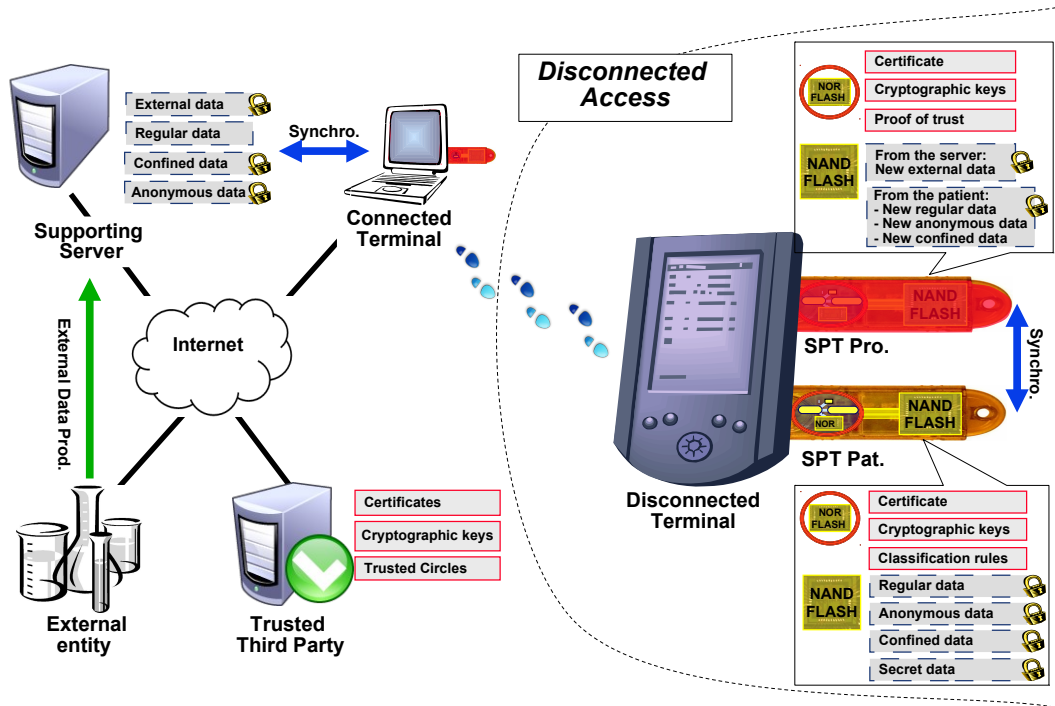 Disconnected
Access
External data
Regular data
Confined data
Anonymous data
Synchro.
Supporting
Server
Connected
Terminal
Internet
External Data Prod.
External
entity
Certificates
Cryptographic keys
Trusted Circles
Trusted
Third Party
NOR
FLASH
Certificate
Cryptographic keys
Proof of trust
NAND
FLASH
From the server:
New external data
From the patient:
- New regular data
- New anonymous data
- New confined data
NAND
FLASH
SPT Pro.
Synchro.
NOR
NAND
FLASH
SPT Pat.
Disconnected
Terminal
NOR
FLASH
Certificate
Cryptographic keys
Classification rules
NAND
FLASH
Regular data
Anonymous data
Confined data
Secret data